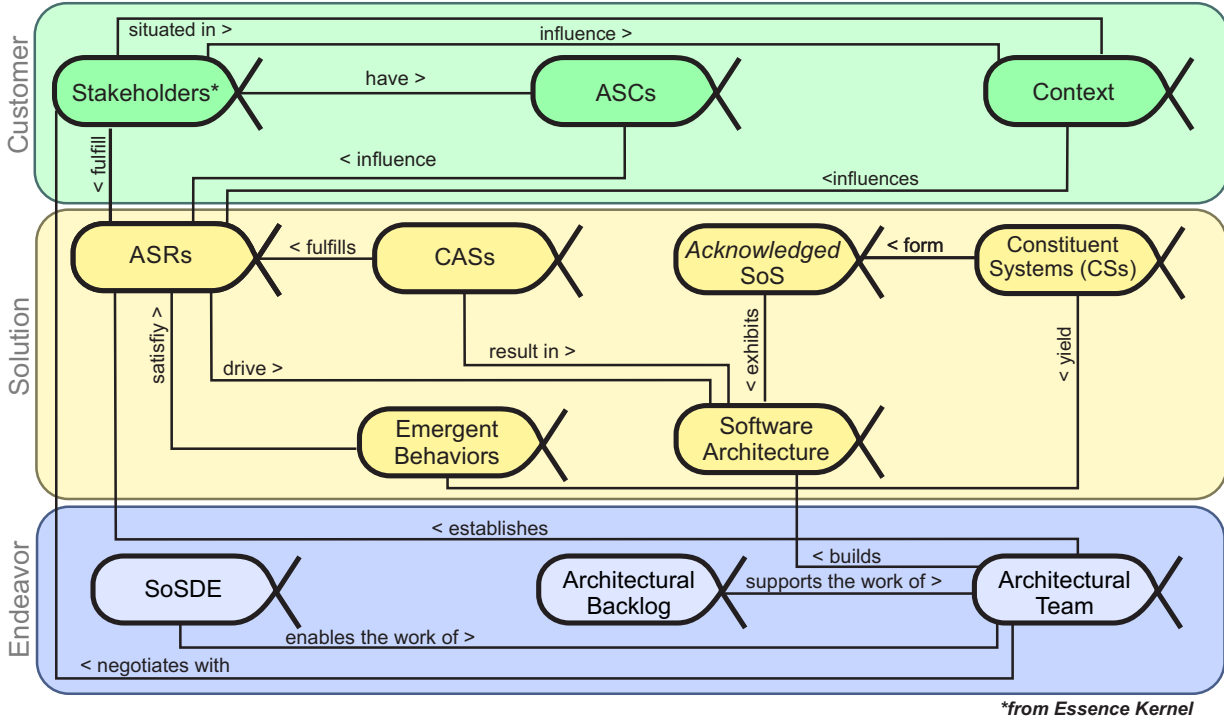 Customer
situated in >
influence >
Stakeholders*
have >
ASCs
Context
< fulfill
< influence
<influences
Solution
ASRs
< fulfills
CASs
Acknowledged
SoS
< form
Constituent
Systems (CSs)
satisfiy >
drive >
result in >
< exhibits
< yield
Emergent
Behaviors
Software
Architecture
Endeavor
< establishes
< builds
SoSDE
Architectural
Backlog
supports the work of >
Architectural
Team
enables the work of >
< negotiates with
*from Essence Kernel